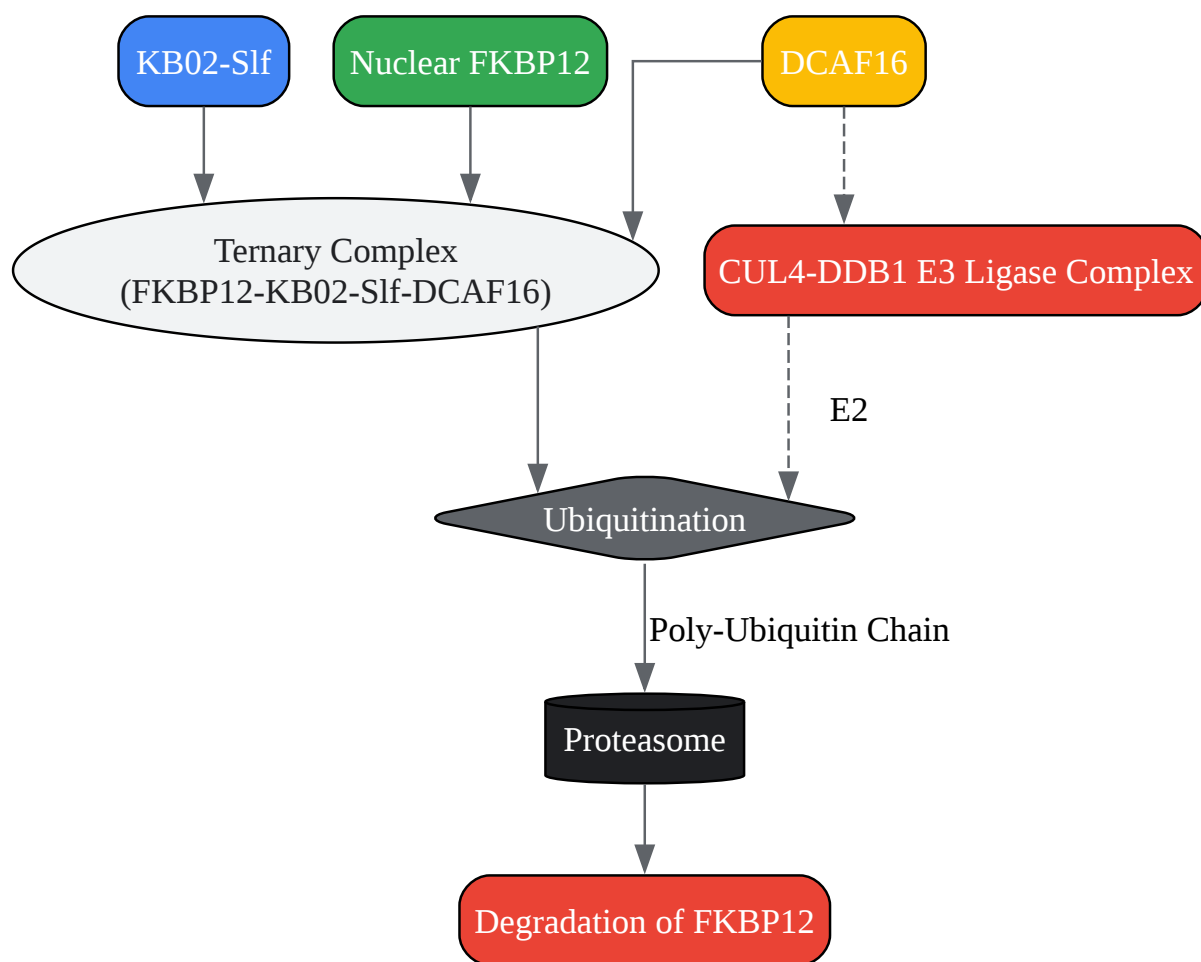 KB02-Slf
Nuclear FKBP12
DCAF16
Ternary Complex
(FKBP12-KB02-Slf-DCAF16)
CUL4-DDB1 E3 Ligase Complex
E2
Ubiquitination
Poly-Ubiquitin Chain
Proteasome
Degradation of FKBP12